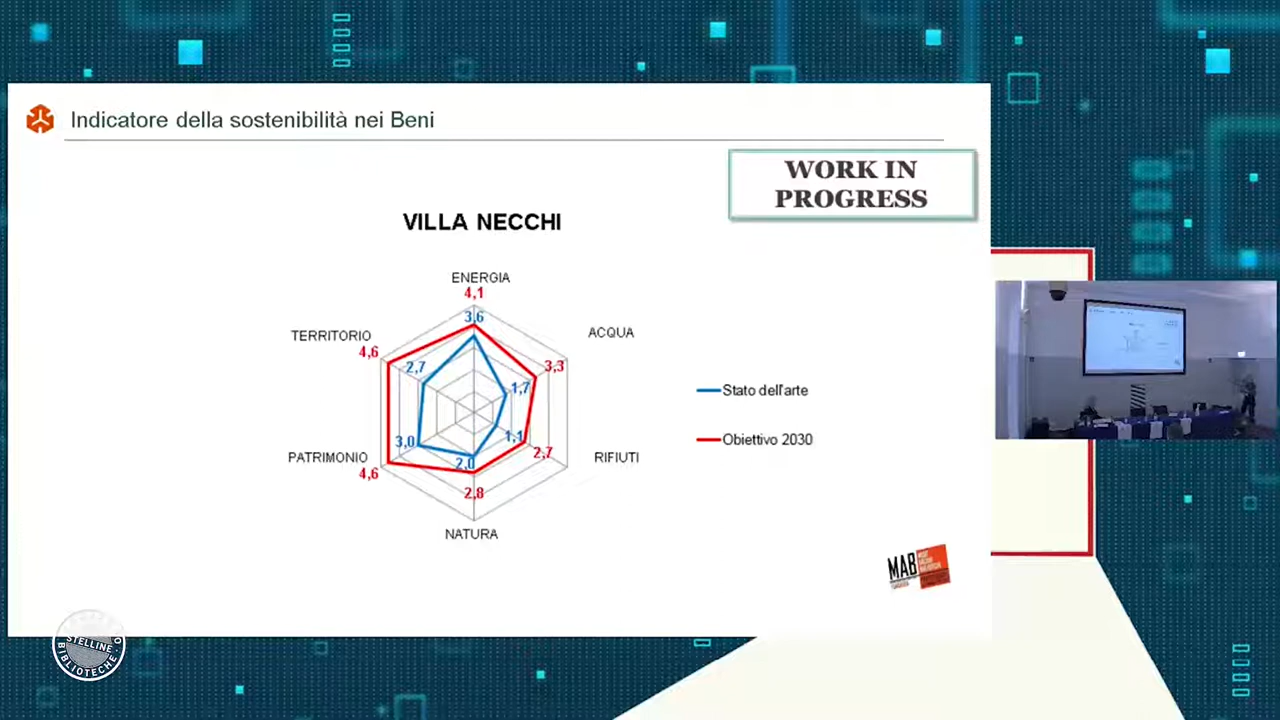 Indicatore della sostenibilità nei Beni
WORK IN
PROGRESS
VILLA NECCHI
ENERGIA
4,1
3,6
TERRITORIO
ACQUA
4,6
2,7
3,3
1,7
Stato dell'arte
3,0
1,1
Obiettivo 2030
PATRIMONIO
2,0
2,7
RIFIUTI
4,6
2,8
NATURA
MAB
STELLINE
BIBLIOTECHE